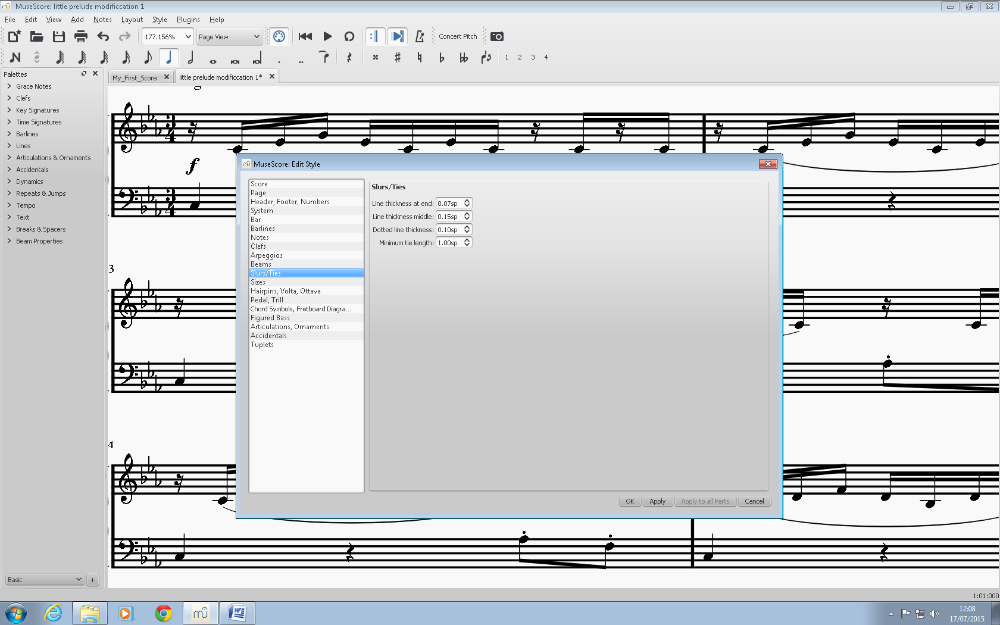 MuseScore: little prelude modificcation 1
File Edit View Add Notes Layout Style Plugins Help
177.156% Page View Concert Pitch
1 2 3 4
Palettes
My_First_Score little prelude modificcation 1*
Grace Notes
Clefs
Key Signatures
Time Signatures
Barlines
Lines
Articulations & Ornaments
Accidentals
Dynamics
Repeats & Jumps
Tempo
Text
Breaks & Spacers
Beam Properties
3
4
f
3
4
3
4
MuseScore: Edit Style
Score
Page
Header, Footer, Numbers
System
Bar
Barlines
Notes
Clefs
Arpeggios
Beams
Slurs/Ties
Sizes
Hairpins, Volta, Ottava
Pedal, Trill
Chord Symbols, Fretboard Diagra...
Figured Bass
Articulations, Ornaments
Accidentals
Tuplets
Slurs/Ties
Line thickness at end: 0.07sp
Line thickness middle: 0.15sp
Dotted line thickness: 0.10sp
Minimum tie length: 1.00sp
OK Apply Apply to all Parts Cancel
Basic +
1:01:000
12:08
17/07/2015